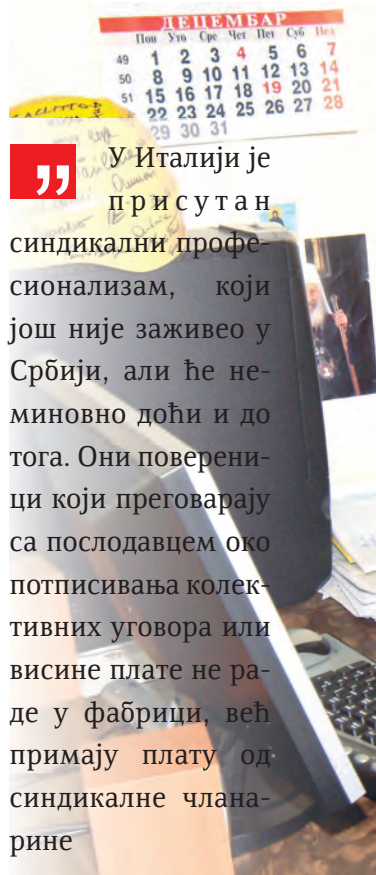 ДЕЦЕМБАР
Пон Уто Сре Чет Пет Суб Нед
49 1 2 3 4 5 6 7
50 8 9 10 11 12 13 14
51 15 16 17 18 19 20 21
22 23 24 25 26 27 28
29 30 31
„
У Италији је
присутан
синдикални профе-
сионализам, који
још није заживео у
Србији, али ће не-
миновно доћи и до
тога. Они поверени-
ци који преговарају
са послодавцем око
потписивања колек-
тивних уговора или
висине плате не ра-
де у фабрици, већ
примају плату од
синдикалне члана-
рине